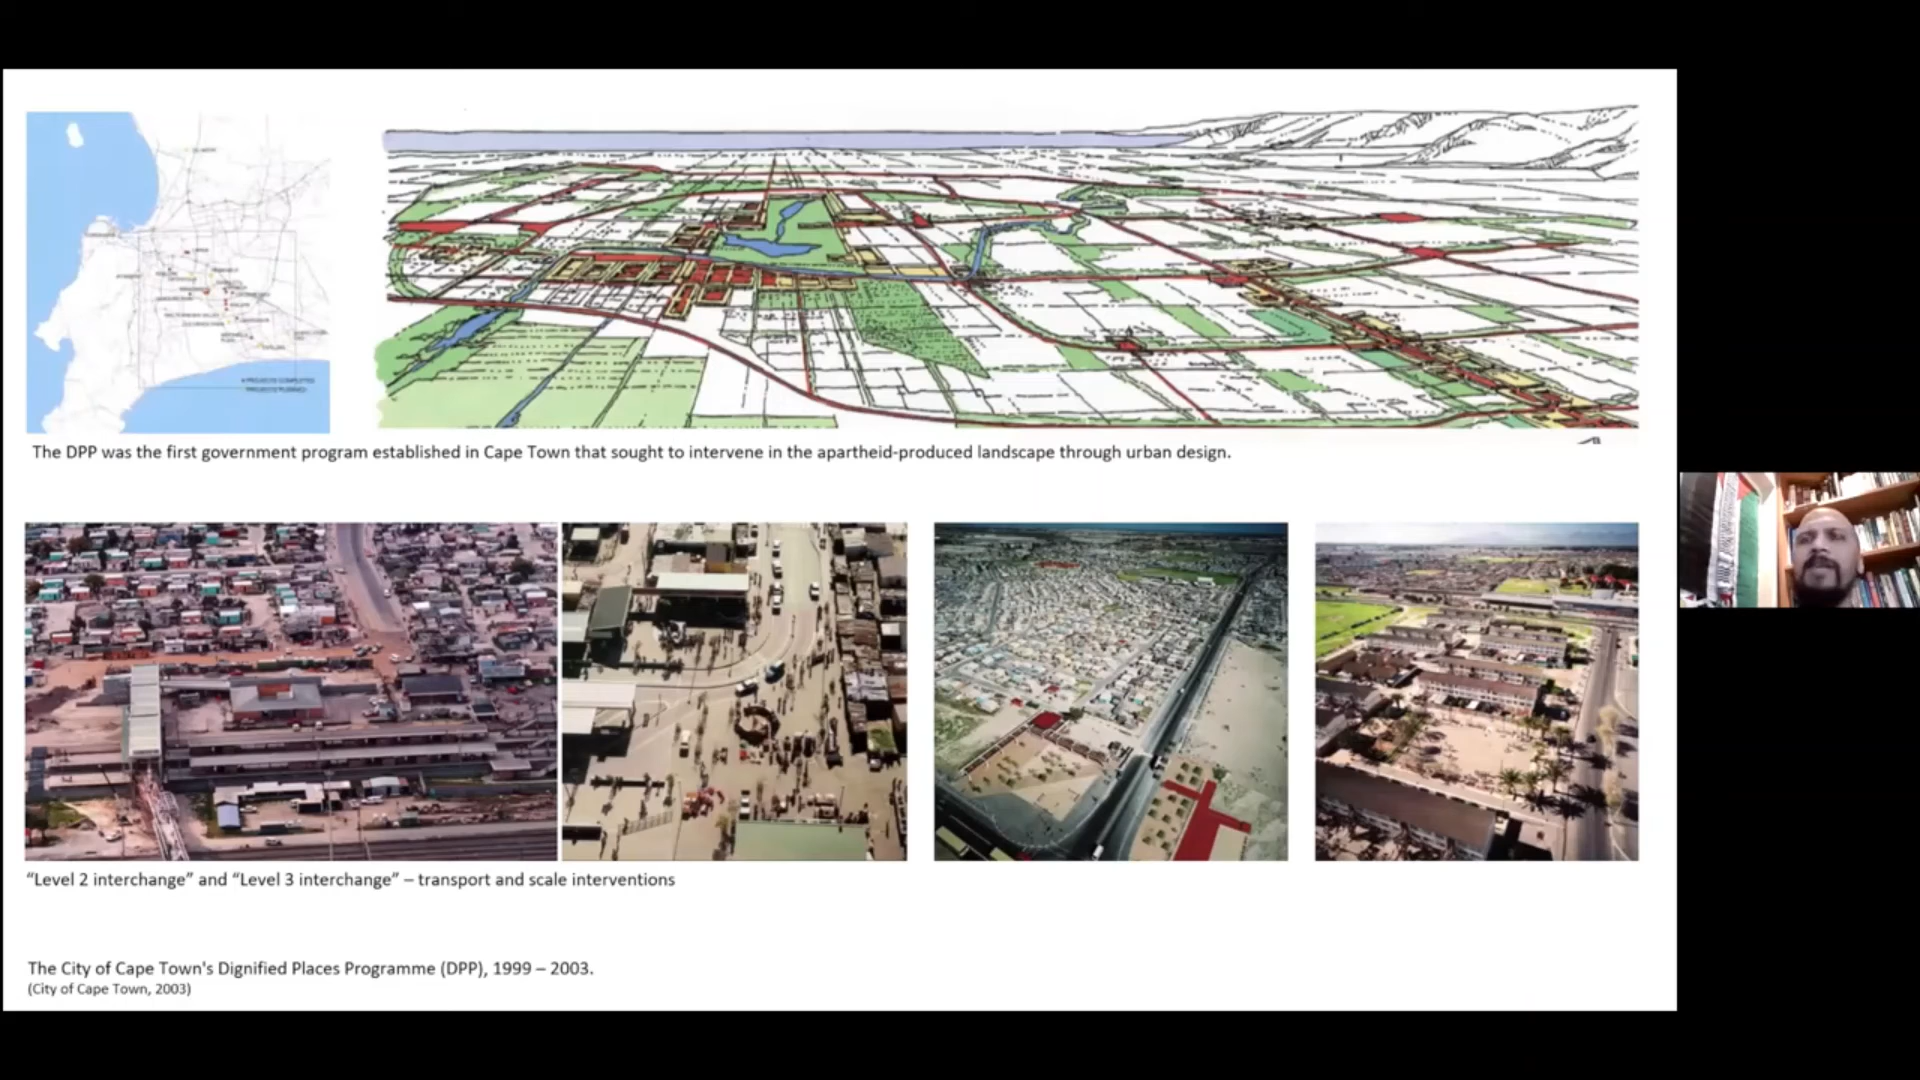 The DPP was the first government program established in Cape Town that sought to intervene in the apartheid-produced landscape through urban design.
“Level 2 interchange” and “Level 3 interchange” – transport and scale interventions
The City of Cape Town's Dignified Places Programme (DPP), 1999 – 2003.
(City of Cape Town, 2003)